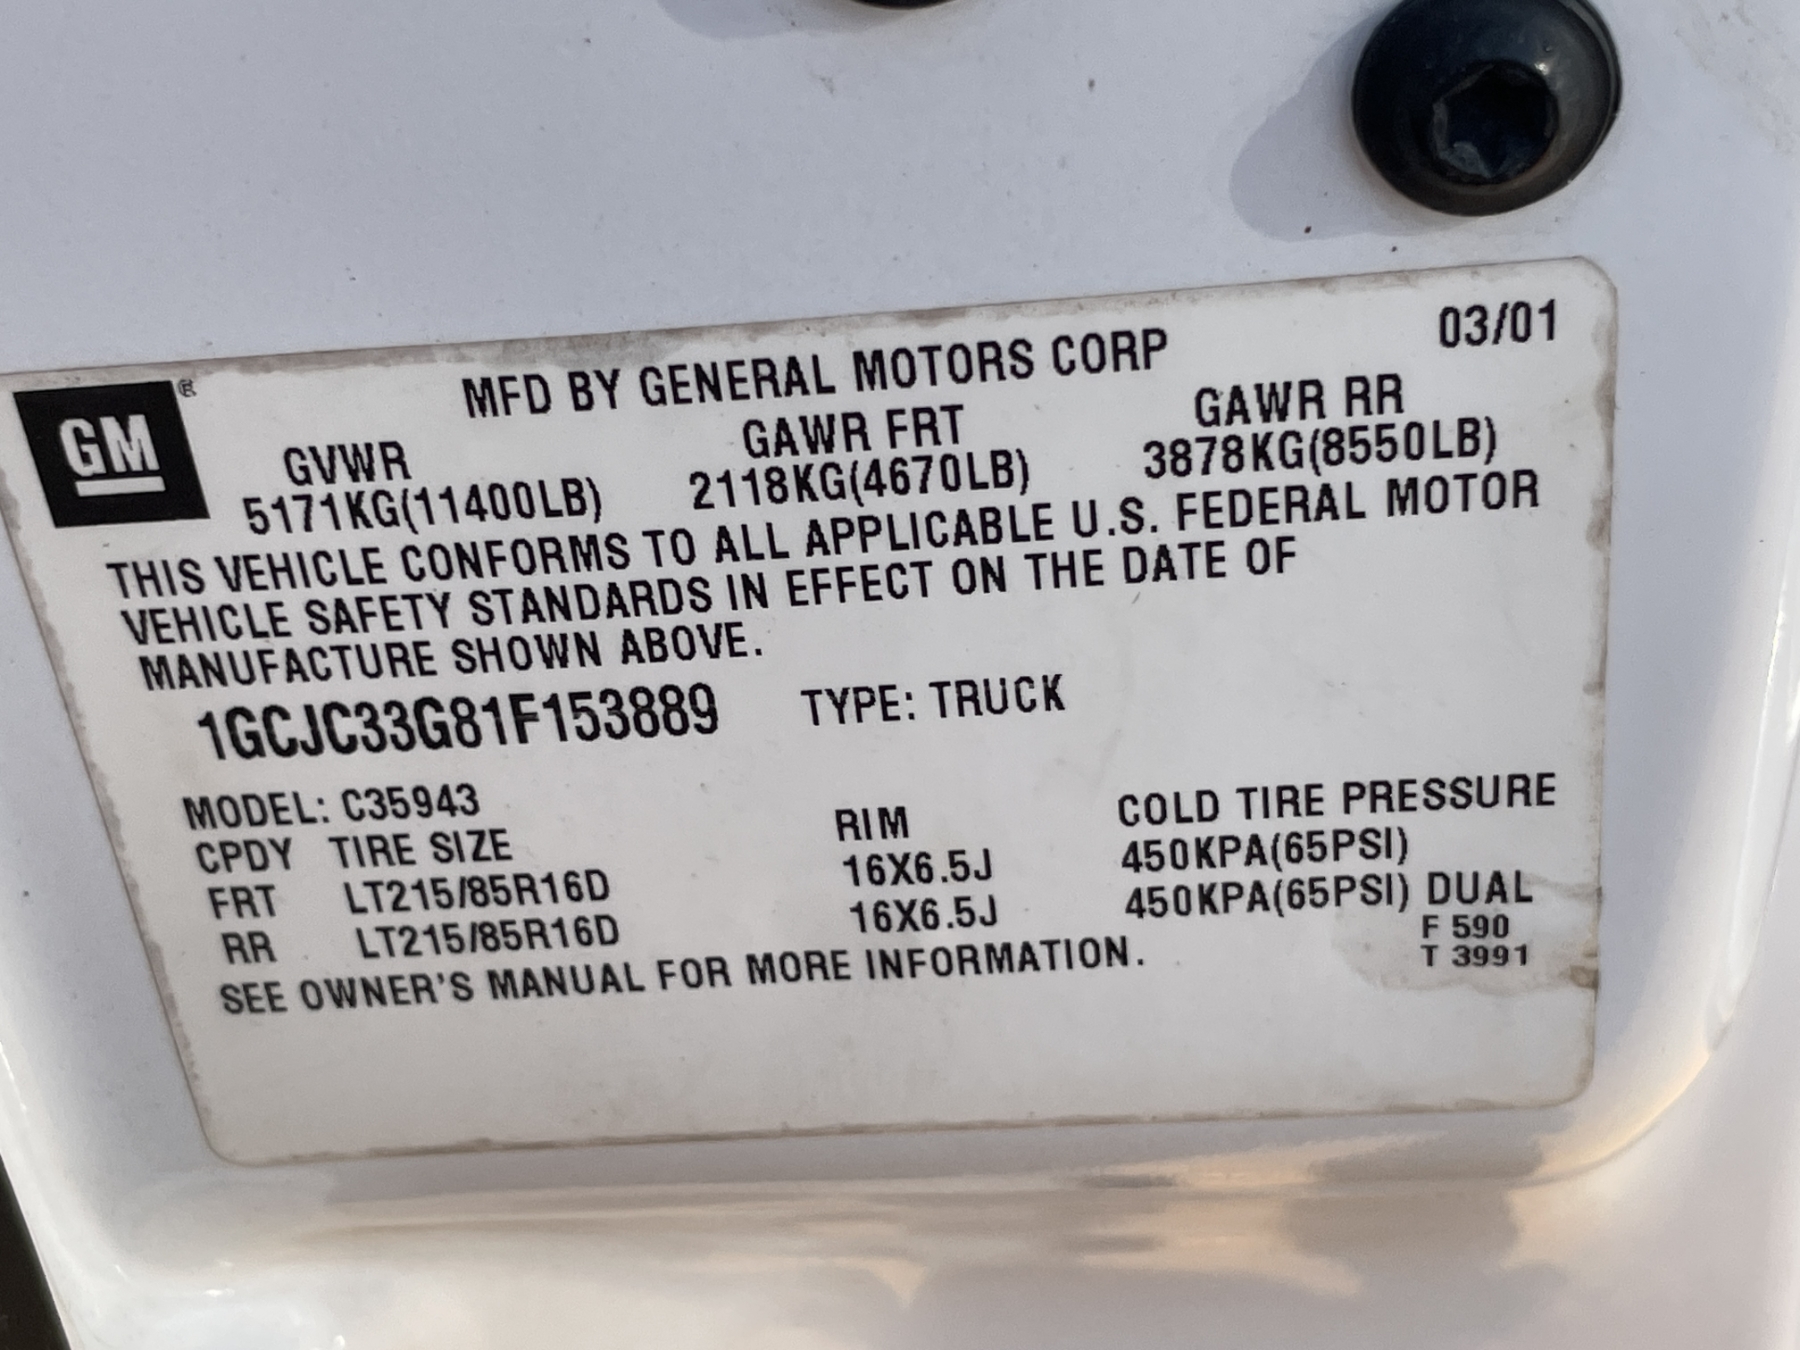 03/01
MFD BY GENERAL MOTORS CORP
GM®
GVWR GAWR FRT GAWR RR
5171KG(11400LB) 2118KG(4670LB) 3878KG(8550LB)
THIS VEHICLE CONFORMS TO ALL APPLICABLE U.S. FEDERAL MOTOR
VEHICLE SAFETY STANDARDS IN EFFECT ON THE DATE OF
MANUFACTURE SHOWN ABOVE.
1GCJC33G81F153889 TYPE: TRUCK
MODEL: C35943
CPDY TIRE SIZE RIM COLD TIRE PRESSURE
FRT LT215/85R16D 16X6.5J 450KPA(65PSI)
RR LT215/85R16D 16X6.5J 450KPA(65PSI) DUAL
SEE OWNER'S MANUAL FOR MORE INFORMATION.
F 590
T 3991